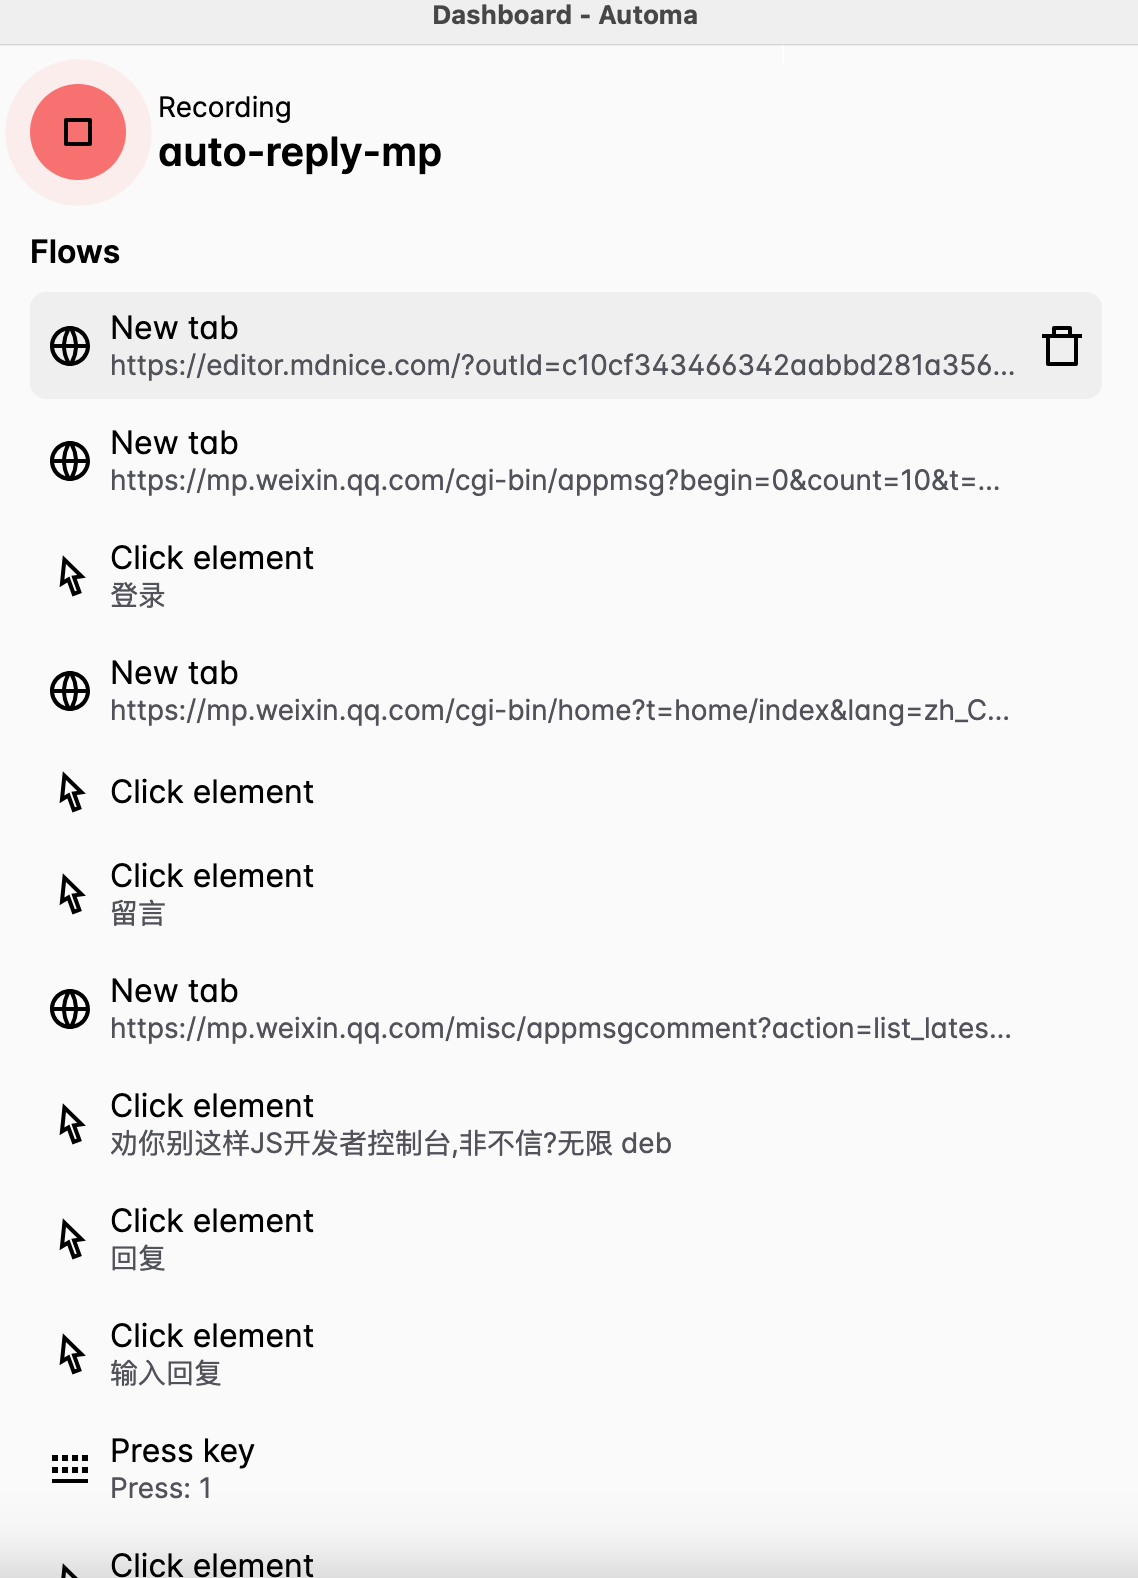 Dashboard - Automa
Recording
auto-reply-mp
Flows
New tab
https://editor.mdnice.com/?outId=c10cf343466342aabbd281a356...
New tab
https://mp.weixin.qq.com/cgi-bin/appmsg?begin=0&count=10&t=...
Click element
登录
New tab
https://mp.weixin.qq.com/cgi-bin/home?t=home/index&lang=zh_C...
Click element
Click element
留言
New tab
https://mp.weixin.qq.com/misc/appmsgcomment?action=list_lates...
Click element
劝你别这样JS开发者控制台,非不信?无限 deb
Click element
回复
Click element
输入回复
Press key
Press: 1
Click element